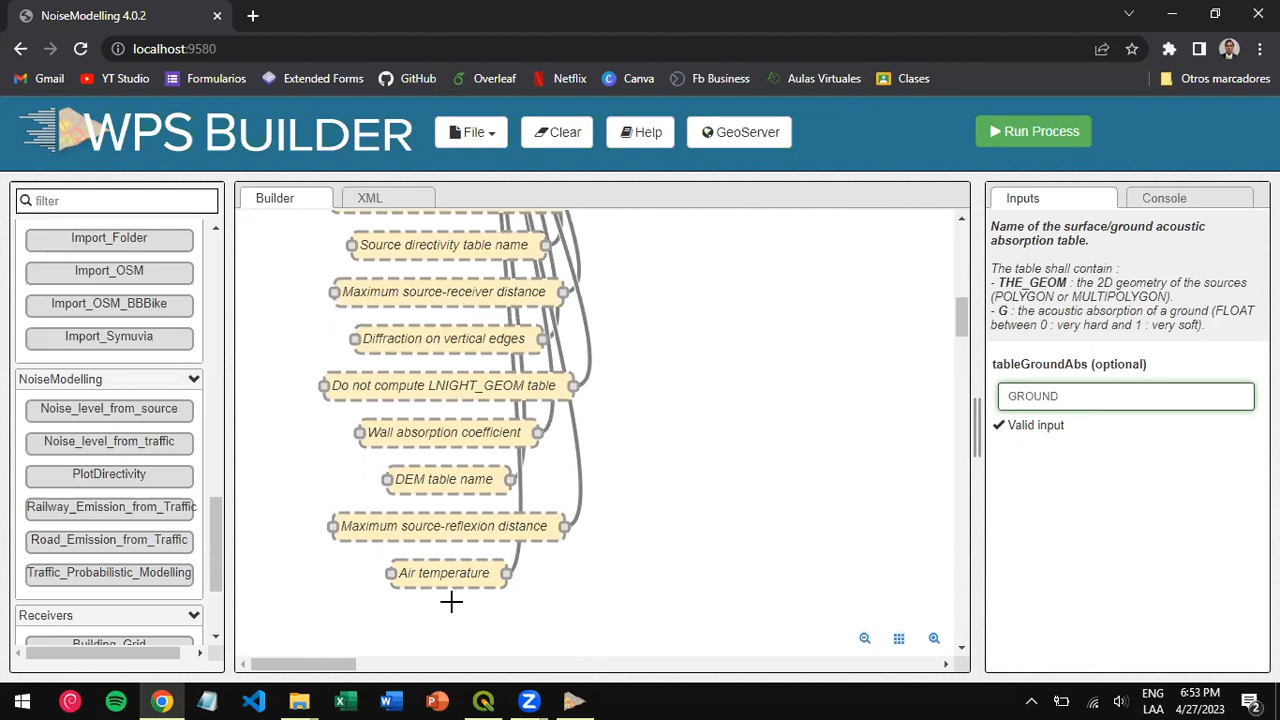 NoiseModelling 4.0.2
localhost:9580
Gmail
YT Studio
Formularios
Extended Forms
GitHub
Overleaf
Netflix
Canva
Fb Business
Aulas Virtuales
Clases
Otros marcadores
WPS BUILDER
File
Clear
Help
GeoServer
Run Process
filter
Import_Folder
Import_OSM
Import_OSM_BBBike
Import_Symuvia
NoiseModelling
Noise_level_from_source
Noise_level_from_traffic
PlotDirectivity
Railway_Emission_from_Traffic
Road_Emission_from_Traffic
Traffic_Probabilistic_Modelling
Receivers
Building_Grid
Builder
XML
Source directivity table name
Maximum source-receiver distance
Diffraction on vertical edges
Do not compute LNIGHT_GEOM table
Wall absorption coefficient
DEM table name
Maximum source-reflexion distance
Air temperature
Inputs
Console
Name of the surface/ground acoustic
absorption table.
The table shall contain :
- THE_GEOM : the 2D geometry of the sources
(POLYGON or MULTIPOLYGON).
- G : the acoustic absorption of a ground (FLOAT
between 0 : very hard and 1 : very soft).
tableGroundAbs (optional)
GROUND
Valid input
ENG
LAA
6:53 PM
4/27/2023
2